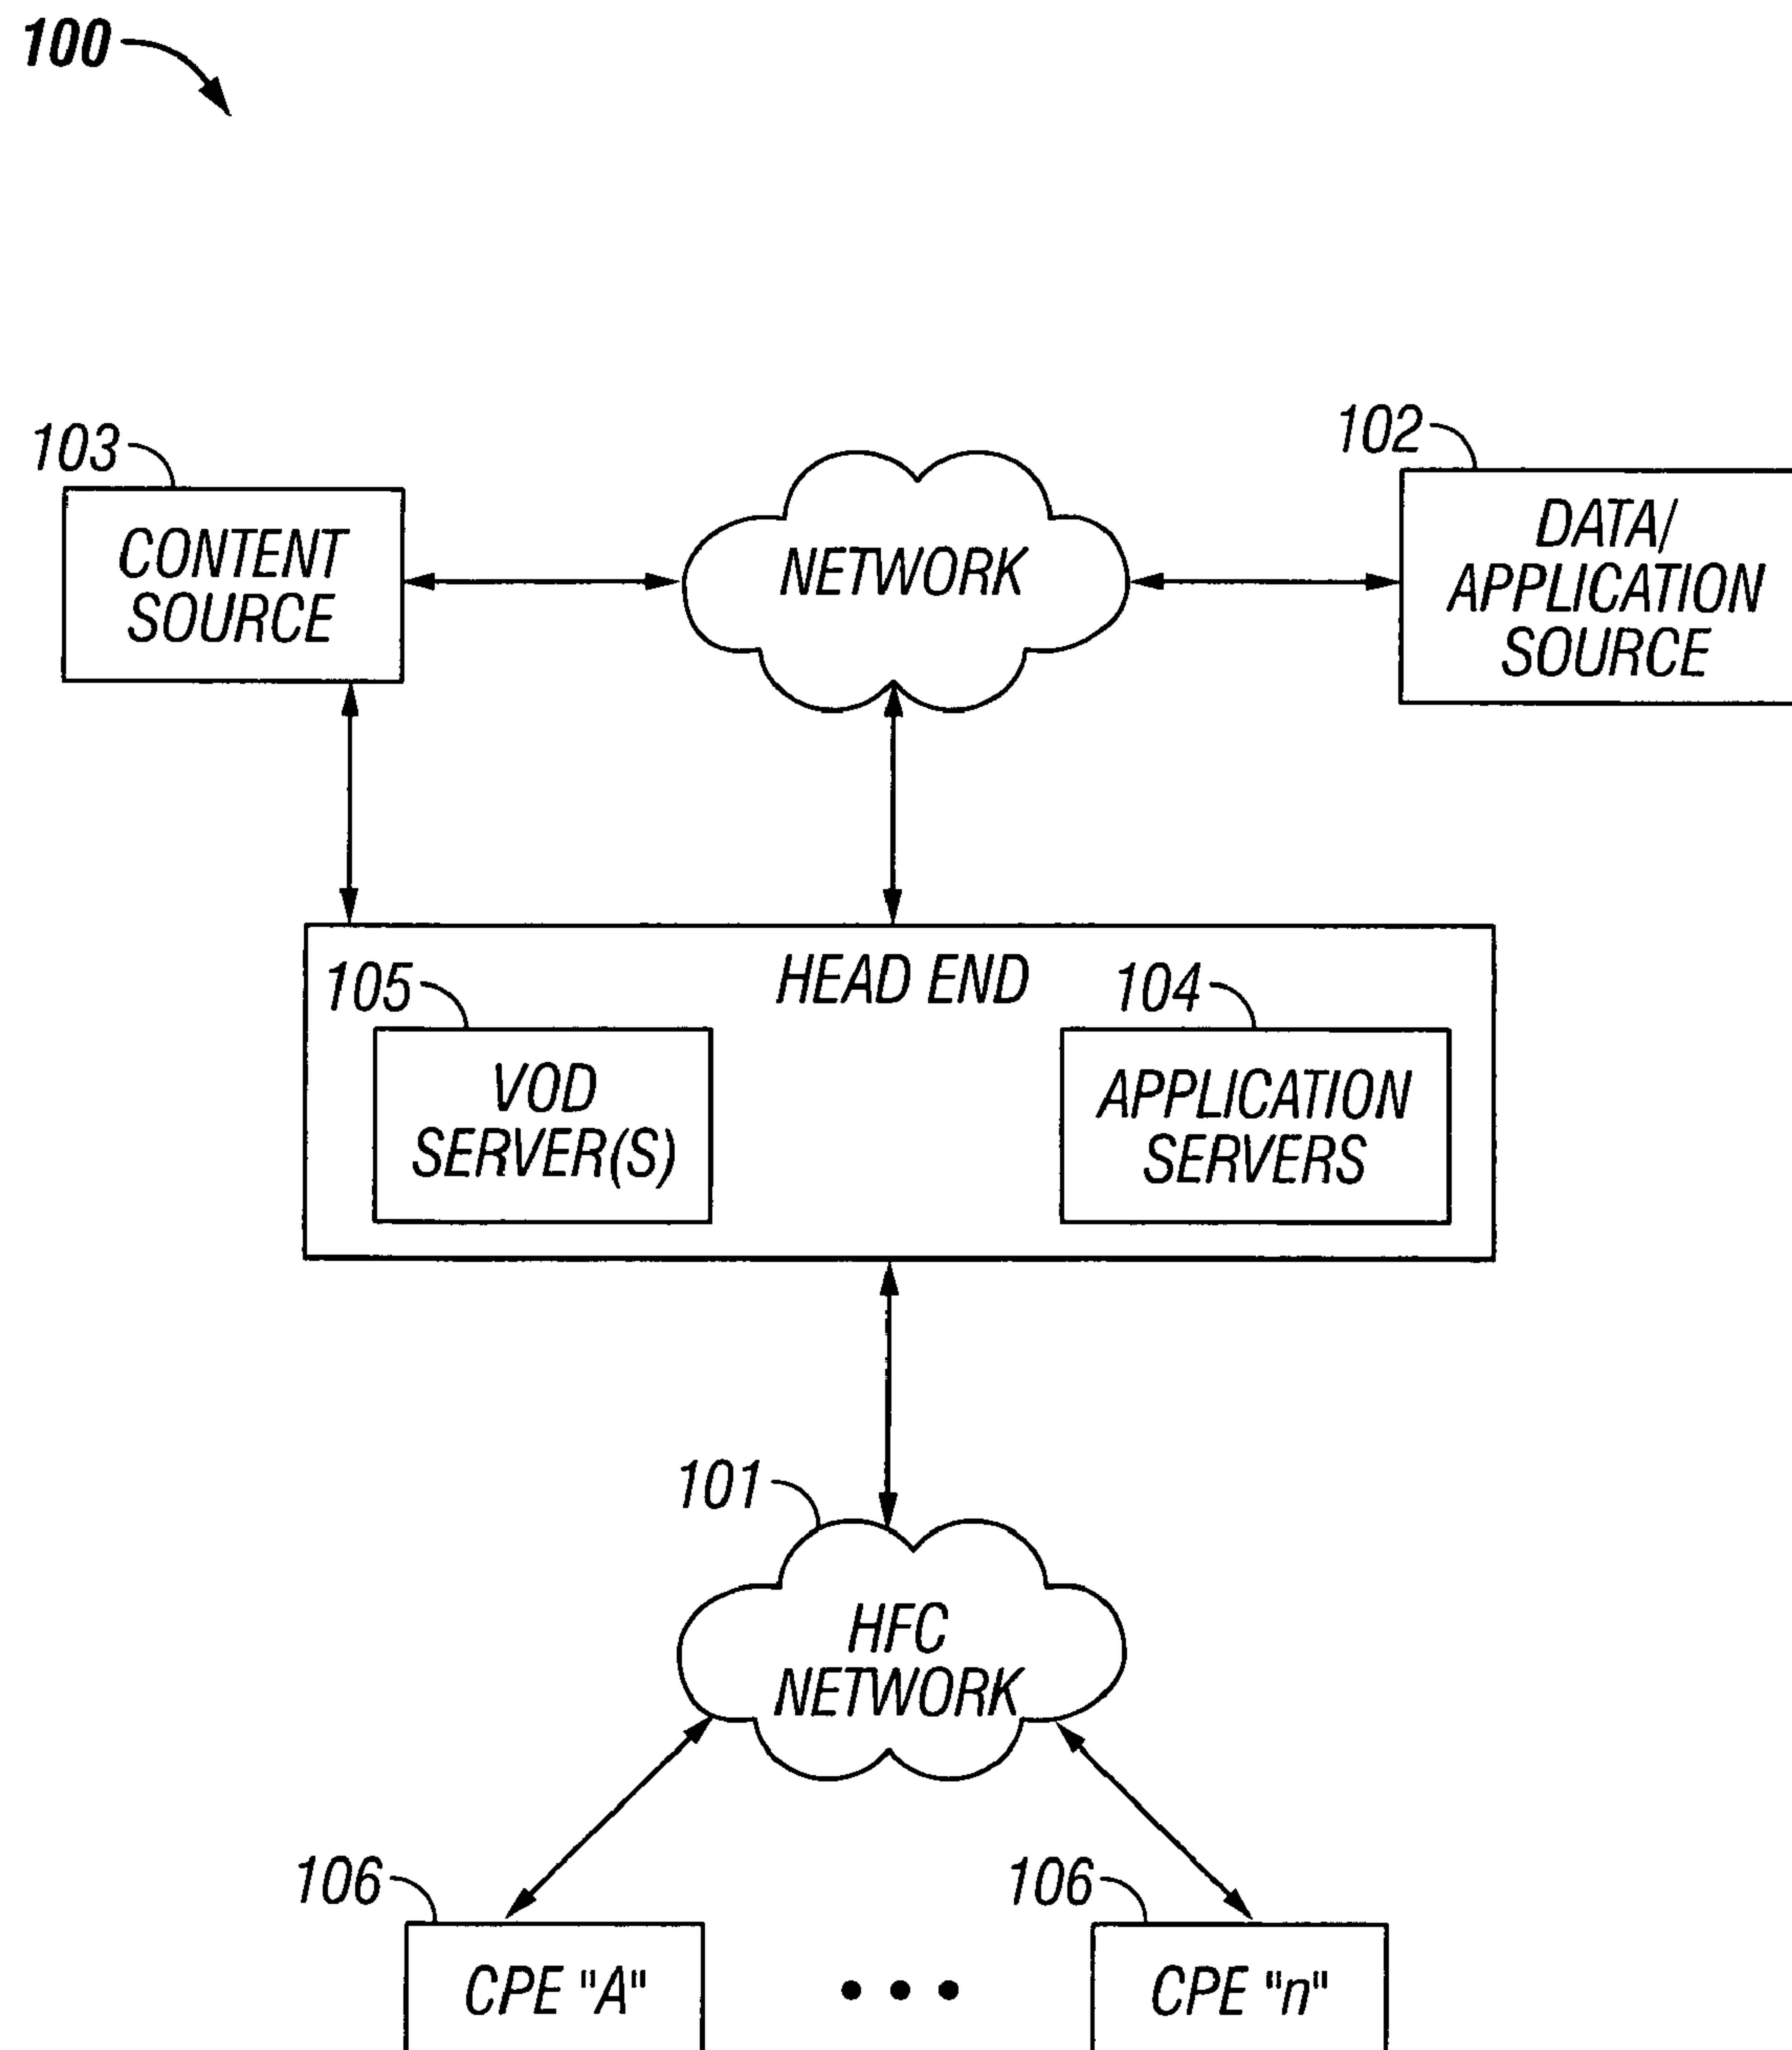 100
103
CONTENT
SOURCE
NETWORK
102
DATA/
APPLICATION
SOURCE
HEAD END
105
VOD
SERVER(S)
104
APPLICATION
SERVERS
101
HFC
NETWORK
106
CPE "A"
• • •
106
CPE "n"